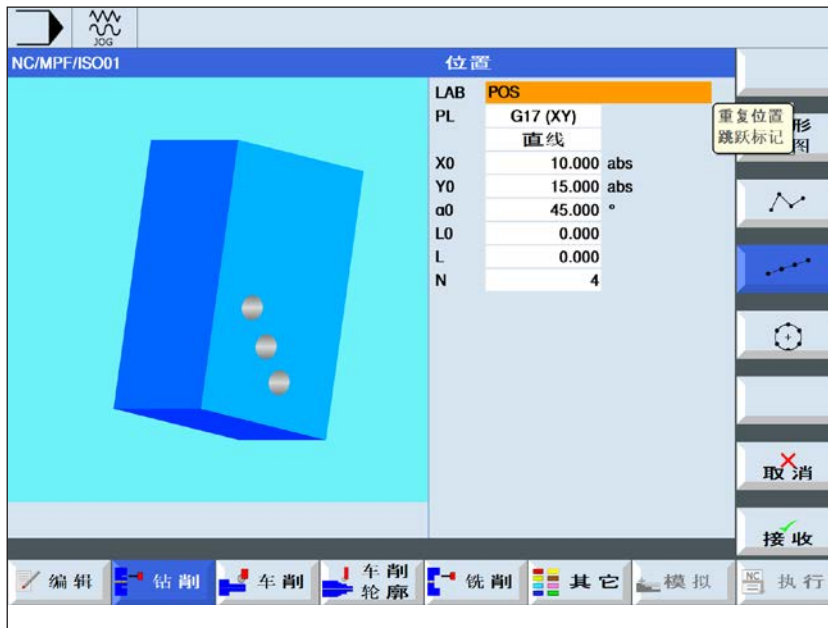 JOG
NC/MPF/ISO01
位置
LAB POS
PL G17 (XY)
直线
X0 10.000 abs
Y0 15.000 abs
α0 45.000 °
L0 0.000
L 0.000
N 4
重复位置
跳跃标记
形
图
取消
接收
编辑
钻削
车削
车削
轮廓
铣削
其它
模拟
NC
执行